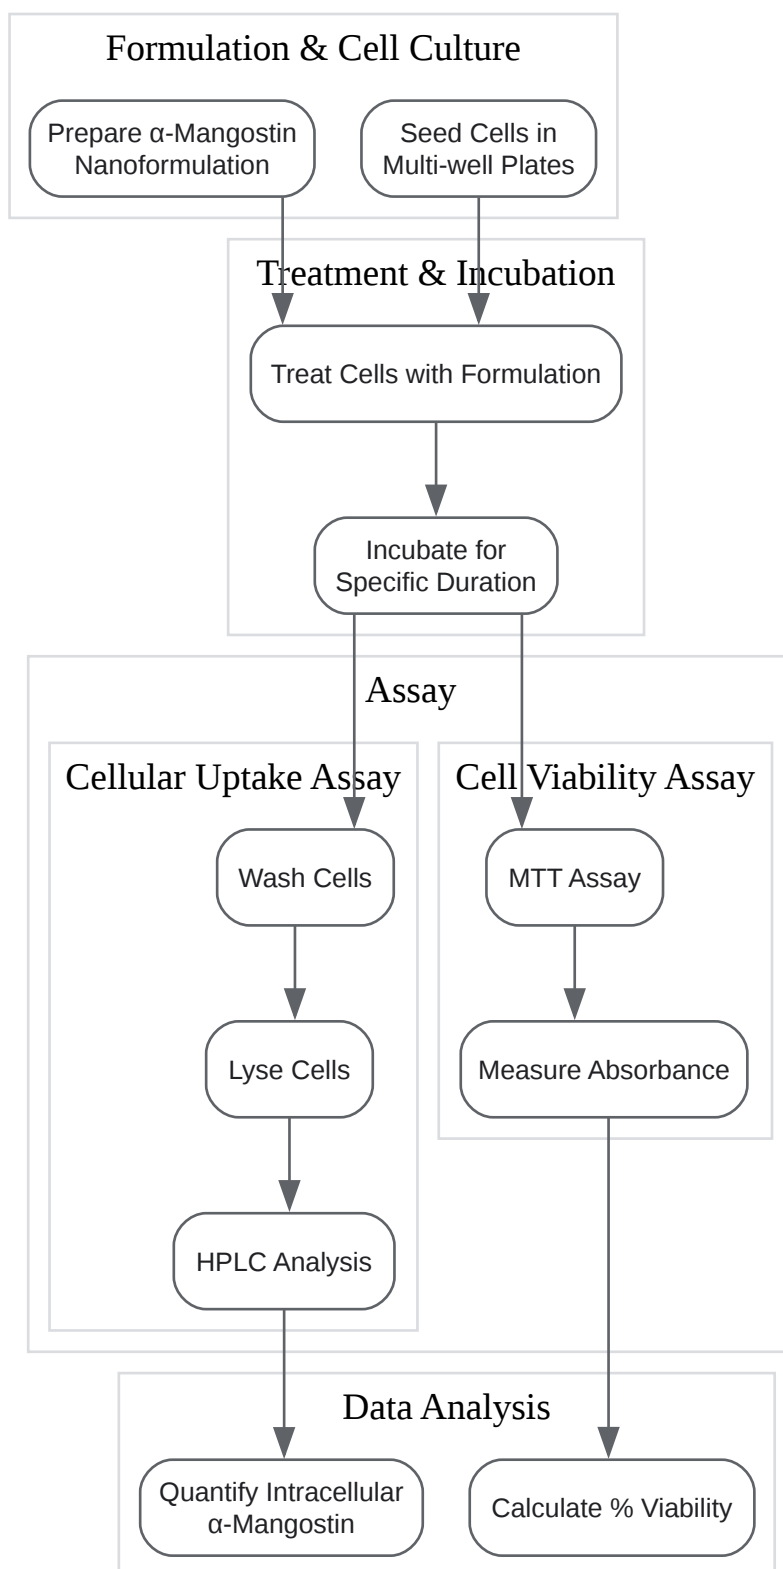 Formulation & Cell Culture
Prepare α-Mangostin
Nanoformulation
Seed Cells in
Multi-well Plates
Treatment & Incubation
Treat Cells with Formulation
Incubate for
Specific Duration
Assay
Cellular Uptake Assay
Cell Viability Assay
Wash Cells
MTT Assay
Lyse Cells
Measure Absorbance
HPLC Analysis
Data Analysis
Quantify Intracellular
α-Mangostin
Calculate % Viability